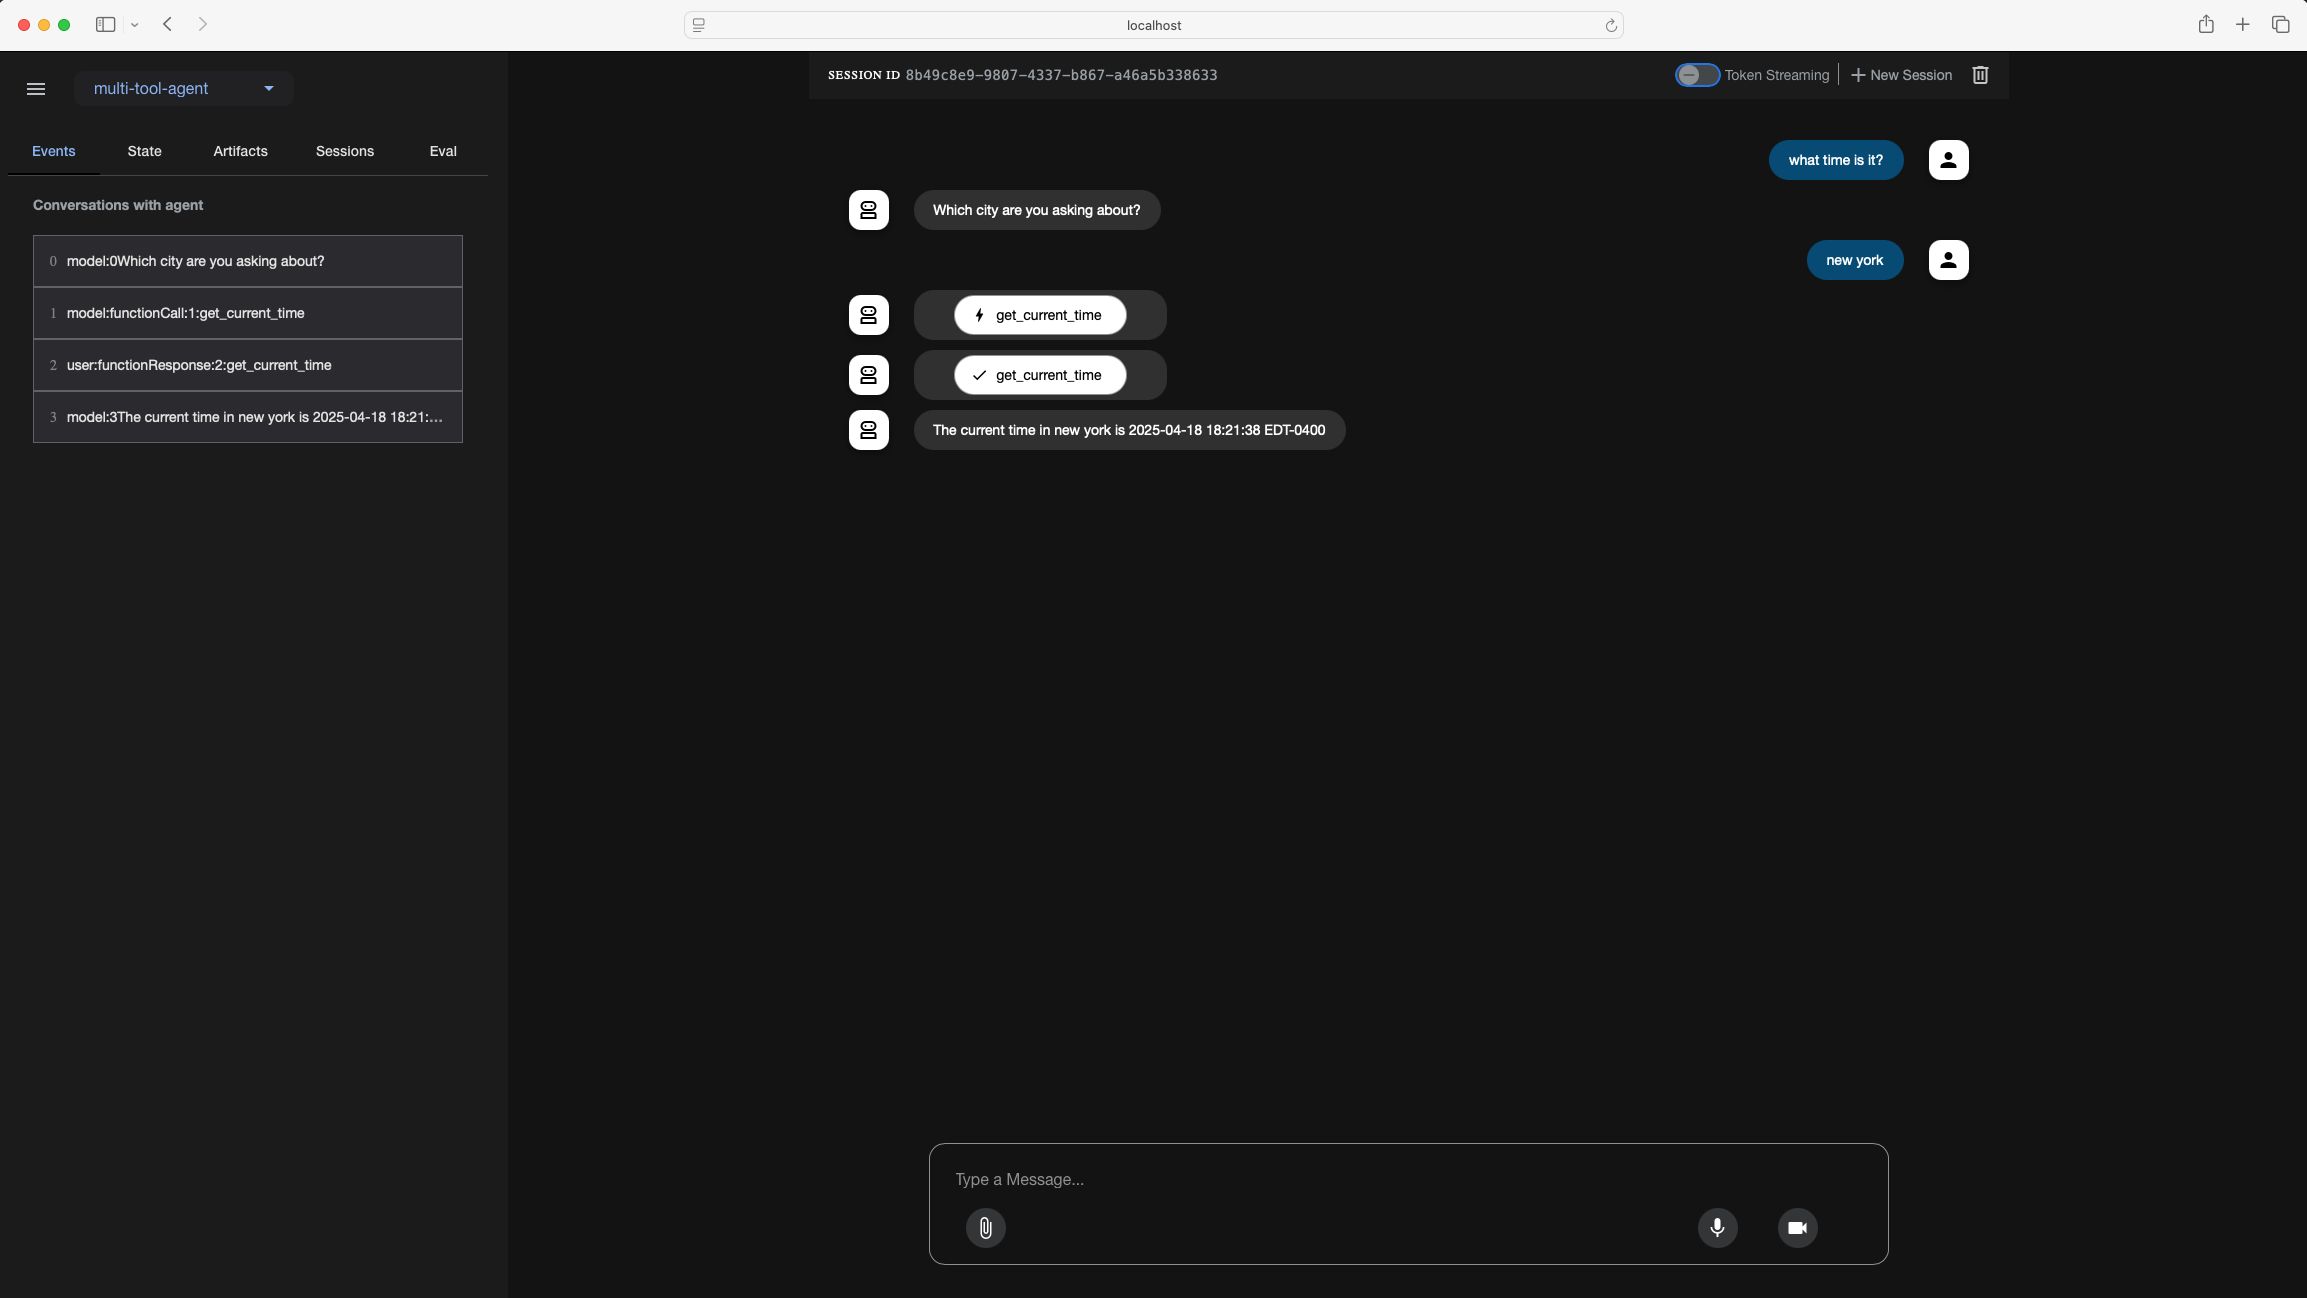 localhost
multi-tool-agent
SESSION ID 8b49c8e9-9807-4337-b867-a46a5b338633
Token Streaming
New Session
Events State Artifacts Sessions Eval
Conversations with agent
0 model:0Which city are you asking about?
1 model:functionCall:1:get_current_time
2 user:functionResponse:2:get_current_time
3 model:3The current time in new york is 2025-04-18 18:21:...
what time is it?
Which city are you asking about?
new york
get_current_time
get_current_time
The current time in new york is 2025-04-18 18:21:38 EDT-0400
Type a Message...